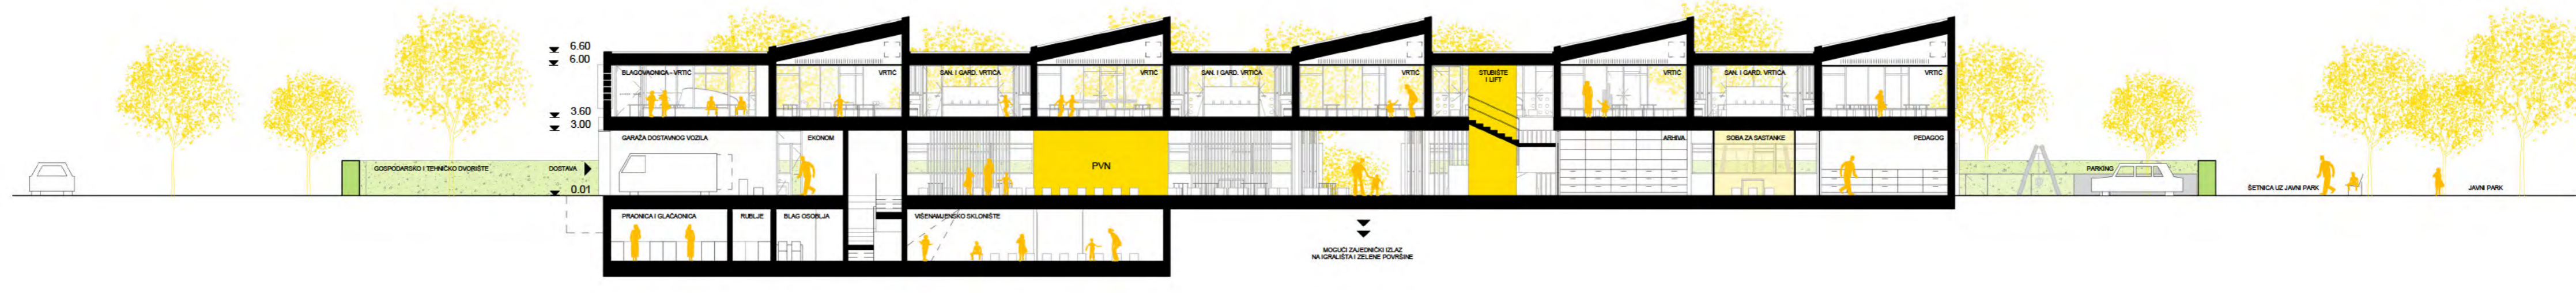 6.60
6.00
BLAGOVAONICA - VRTIĆ
VRTIĆ
SAN. I GARD. VRTIĆA
VRTIĆ
SAN. I GARD. VRTIĆA
VRTIĆ
STUBIŠTE
I LIFT
VRTIĆ
SAN. I GARD. VRTIĆA
VRTIĆ
3.60
3.00
GARAŽA DOSTAVNOG VOZILA
EKONOM
PVN
ARHIVA
SOBA ZA SASTANKE
PEDAGOG
GOSPODARSKO I TEHNIČKO DVORIŠTE
DOSTAVA
PARKING
0.01
ŠETNICA UZ JAVNI PARK
JAVNI PARK
PRAONICA I GLAČAONICA
RUBLJE
BLAG OSOBLJA
VIŠENAMJENSKO SKLONIŠTE
MOGUĆI ZAJEDNIČKI IZLAZ
NA IGRALIŠTA I ZELENE POVRŠINE